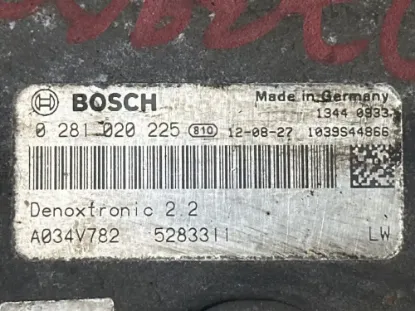 BOSCH
Made in Germany
1344 0933
0 281 020 225 B10 12-08-27 1039S44866
Denoxtronic 2.2
A034V782 5283311 LW